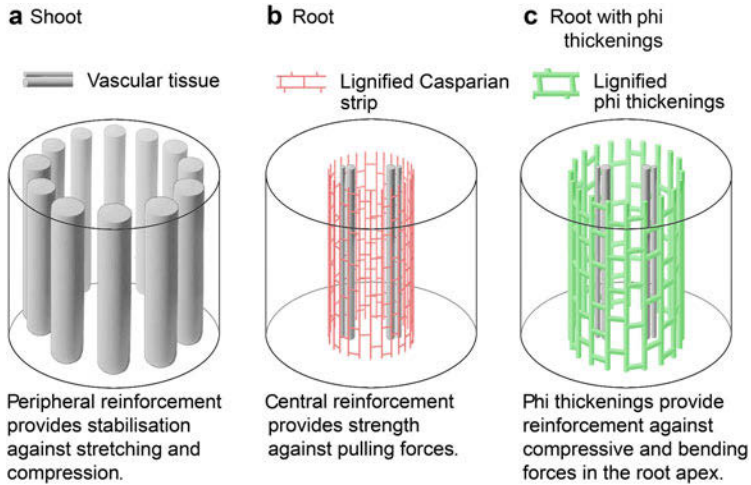 a Shoot
Vascular tissue
Peripheral reinforcement
provides stabilisation
against stretching and
compression.
b Root
Lignified Casparian
strip
Central reinforcement
provides strength
against pulling forces.
c Root with phi
thickenings
Lignified
phi thickenings
Phi thickenings provide
reinforcement against
compressive and bending
forces in the root apex.